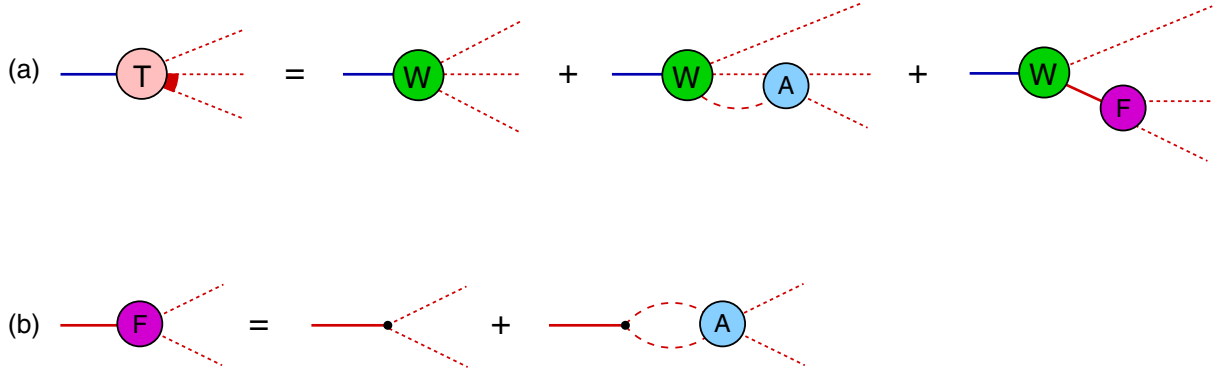 (a) T = W + W A + W F
(b) F = + A